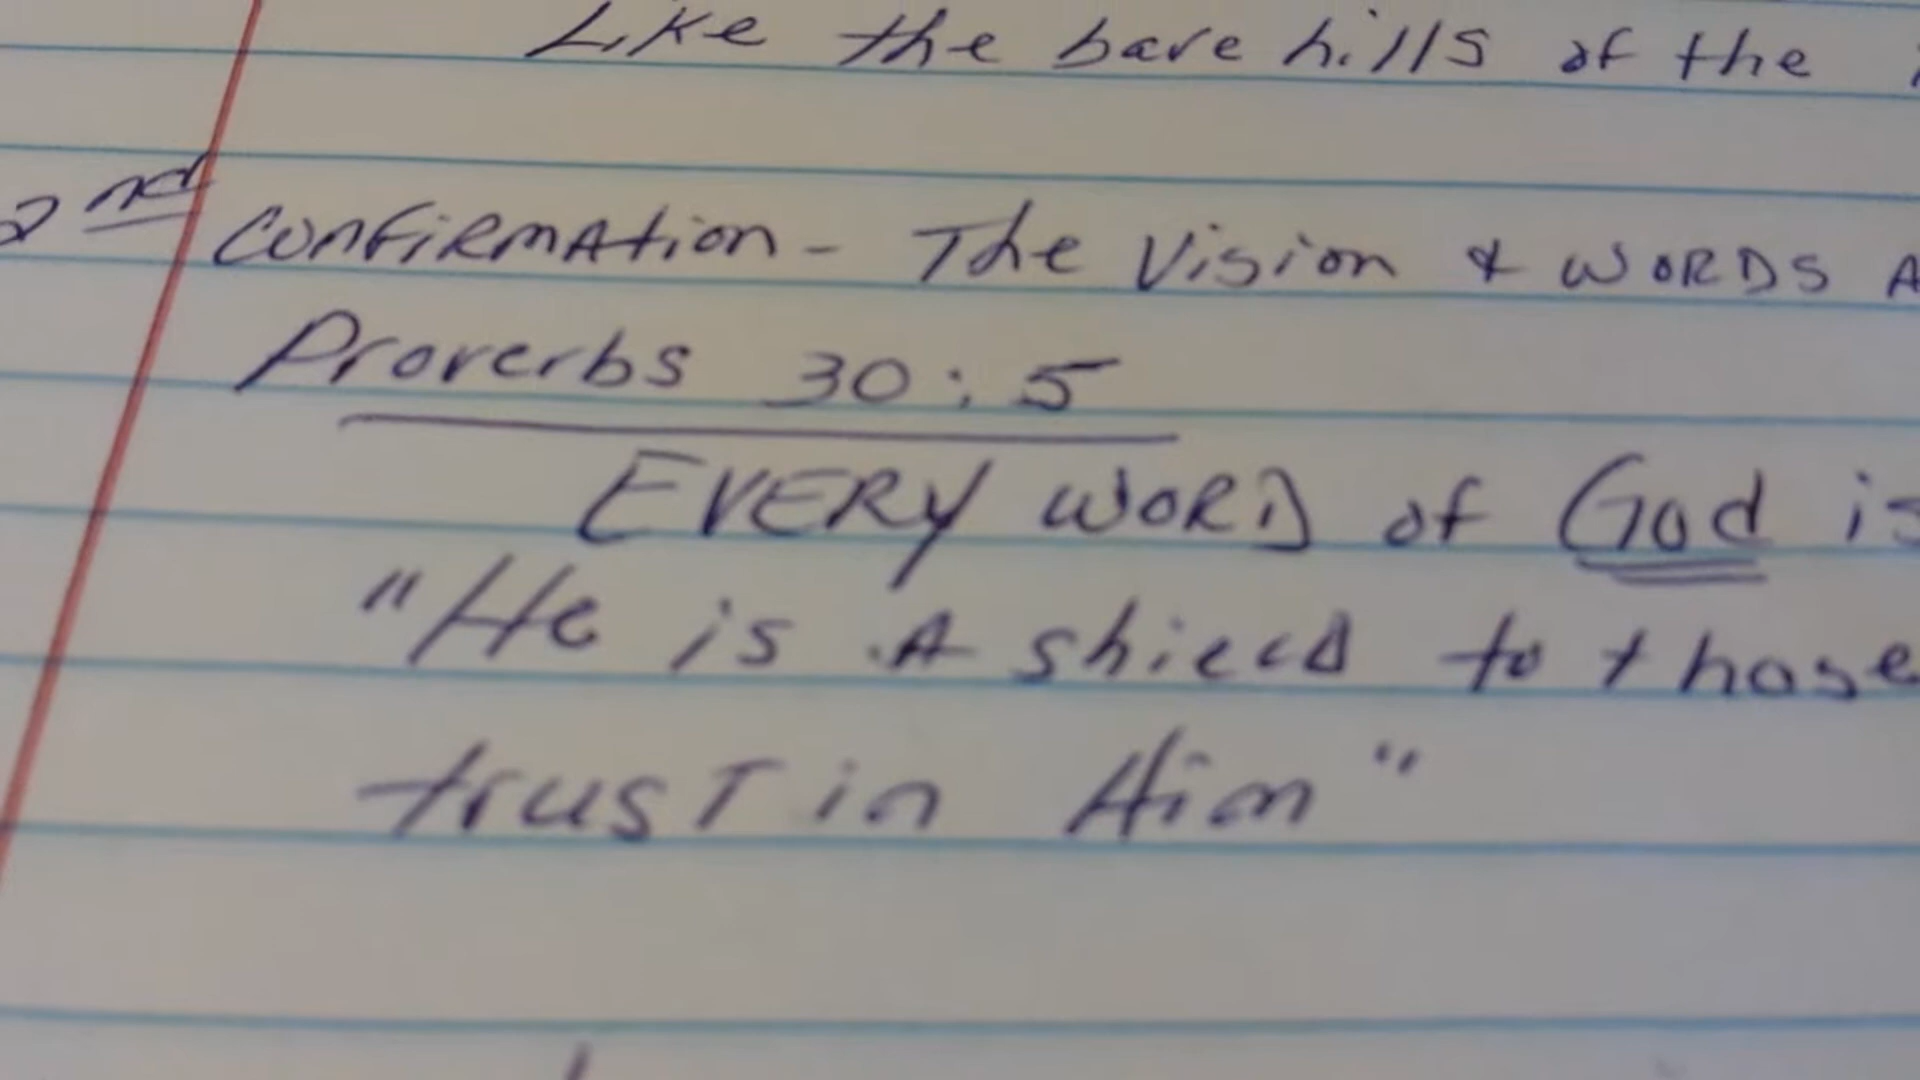 Like the bare hills of the
2nd CONFIRMAtion - The Vision & WORDS A
Proverbs 30:5
EVERY WORD of God is
"He is A shield to those
trust in Him"